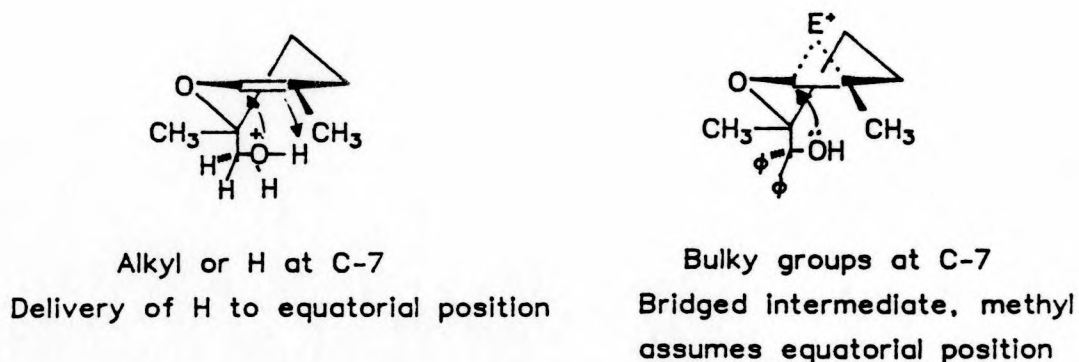 E⁺
O
O
CH₃
+
CH₃
CH₃
ÖH
CH₃
H
O
H
H
H
φ
φ
Alkyl or H at C-7
Delivery of H to equatorial position
Bulky groups at C-7
Bridged intermediate, methyl
assumes equatorial position